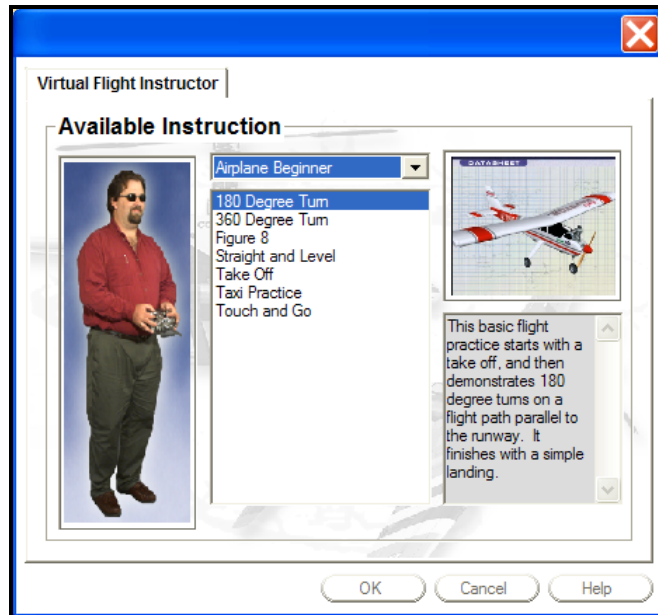 Virtual Flight Instructor
Available Instruction
Airplane Beginner
180 Degree Turn
360 Degree Turn
Figure 8
Straight and Level
Take Off
Taxi Practice
Touch and Go
DATASHEET
This basic flight
practice starts with a
take off, and then
demonstrates 180
degree turns on a
flight path parallel to
the runway.  It
finishes with a simple
landing.
OK
Cancel
Help